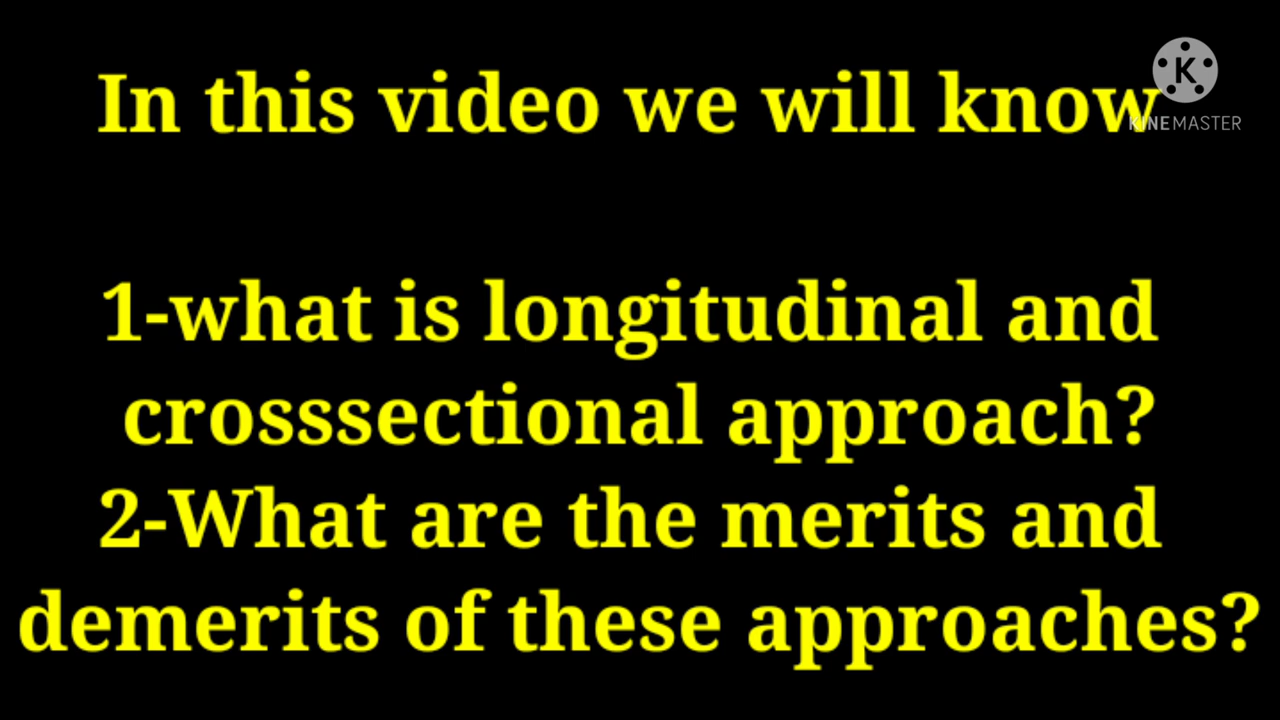 In this video we will know
KINEMASTER
1-what is longitudinal and
crosssectional approach?
2-What are the merits and
demerits of these approaches?